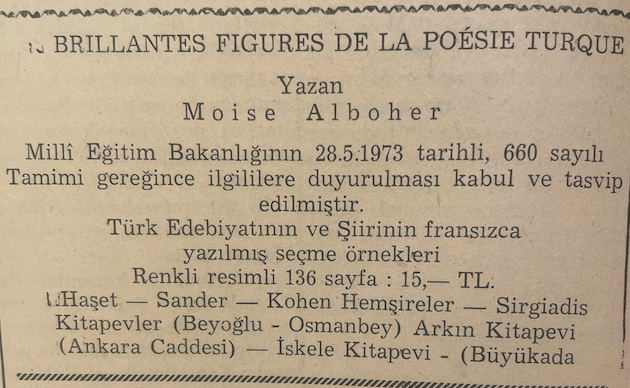 BRILLANTES FIGURES DE LA POÉSIE TURQUE
Yazan
Moise Alboher
Millî Eğitim Bakanlığının 28.5.1973 tarihli, 660 sayılı
Tamimi gereğince ilgililere duyurulması kabul ve tasvip
edilmiştir.
Türk Edebiyatının ve Şiirinin fransızca
yazılmış seçme örnekleri
Renkli resimli 136 sayfa : 15,— TL.
Haşet — Sander — Kohen Hemşireler — Sirgiadis
Kitapevler (Beyoğlu - Osmanbey) Arkın Kitapevi
(Ankara Caddesi) — İskele Kitapevi - (Büyükada